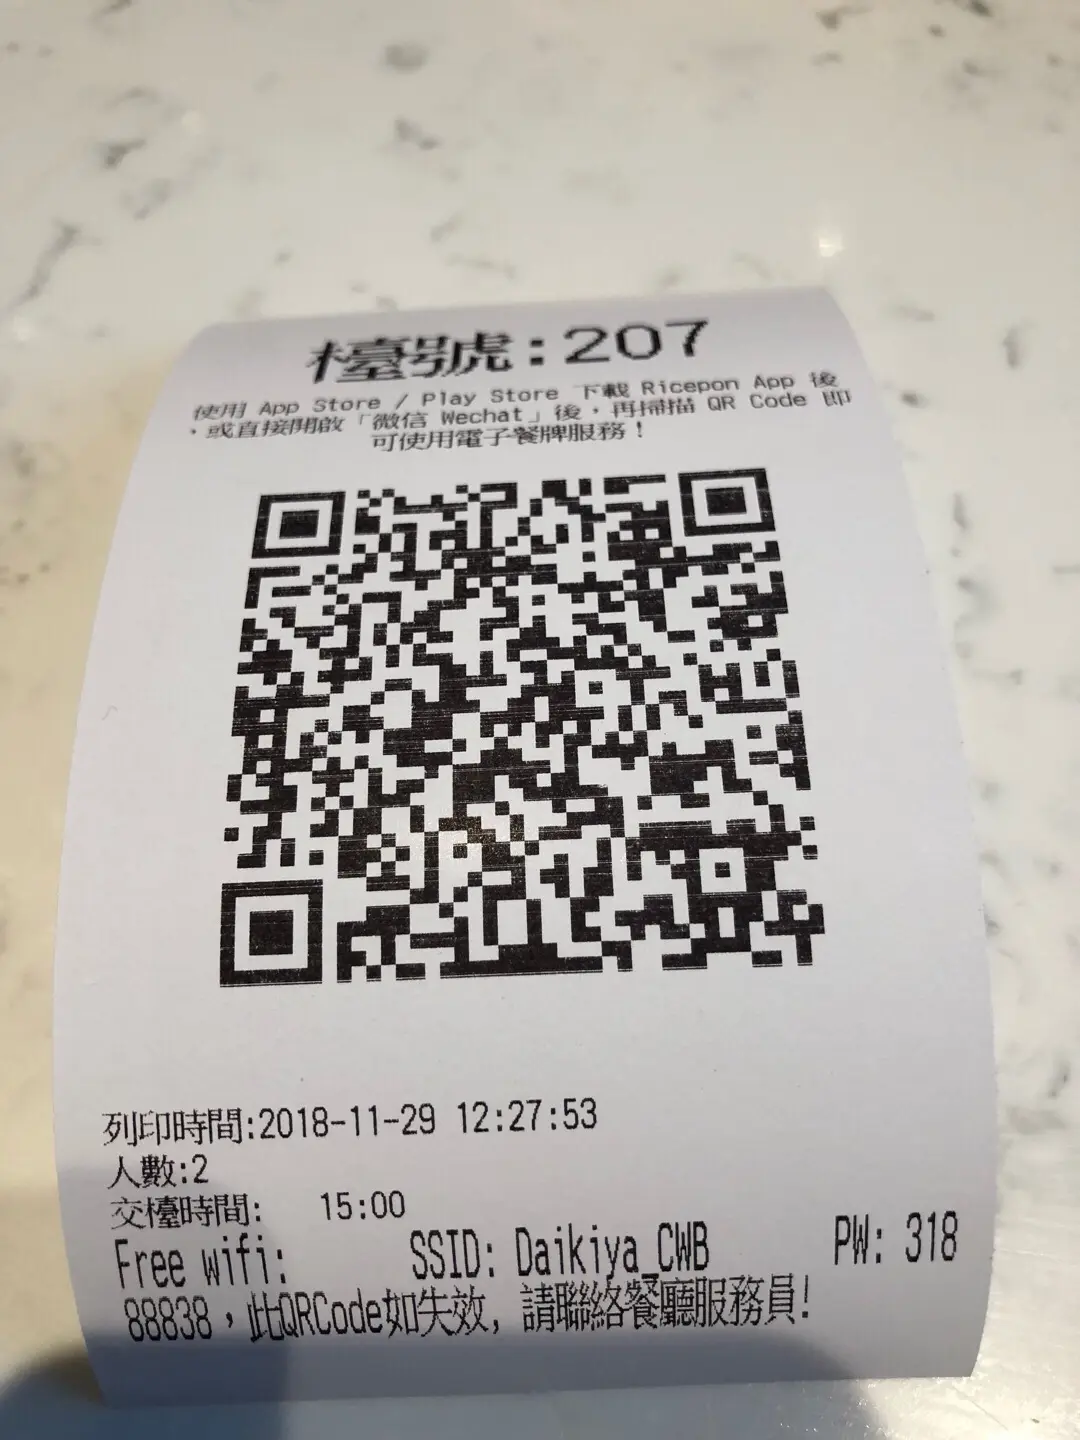 檯號:207
使用 App Store / Play Store 下載 Ricepon App 後
，或直接開啟「微信 Wechat」後，再掃描 QR Code 即
可使用電子餐牌服務！
列印時間:2018-11-29 12:27:53
人數:2
交檯時間: 15:00
Free wifi: SSID: Daikiya_CWB PW: 318
88838，此QRCode如失效, 請聯絡餐廳服務員!